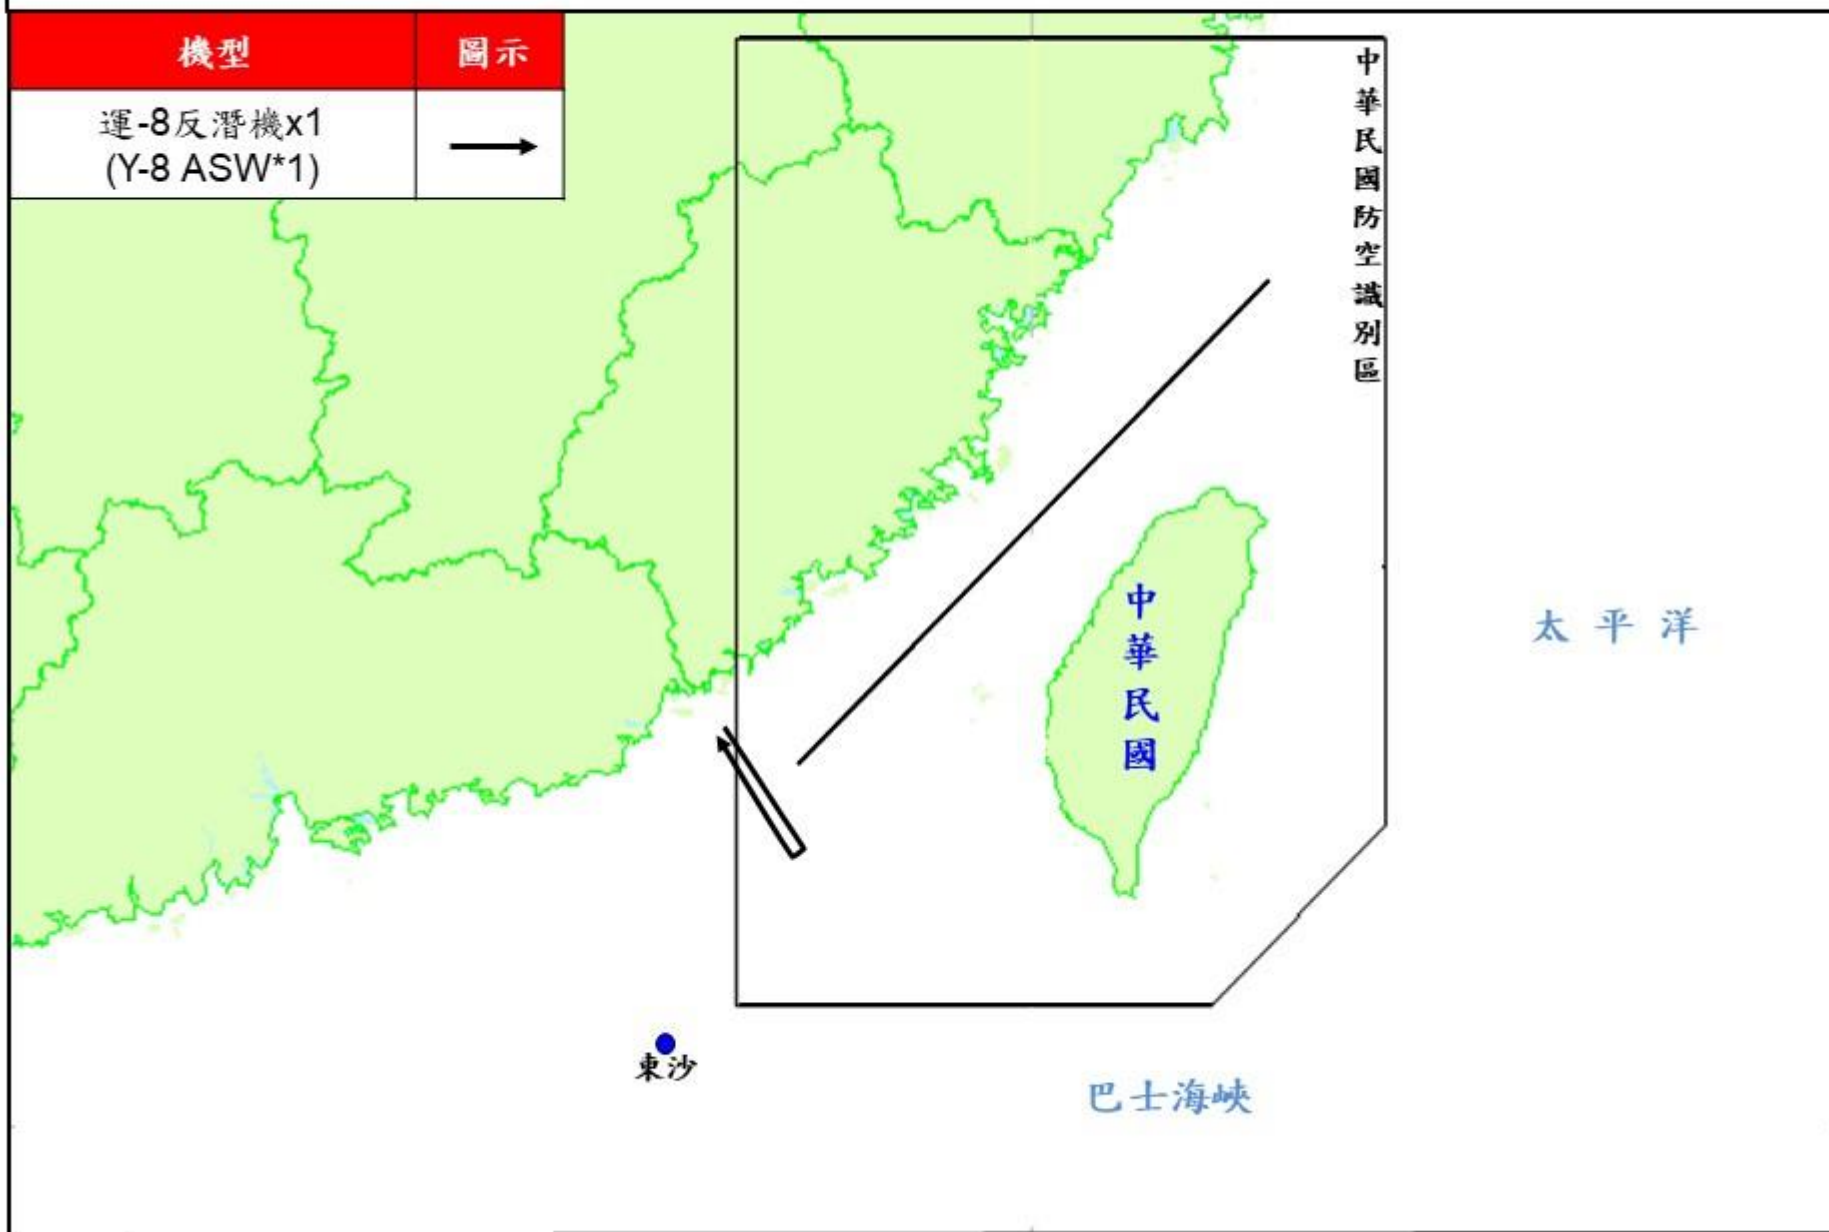 機型
圖示
運-8反潛機x1
(Y-8 ASW*1)
中華民國防空識別區
中華民國
太平洋
東沙
巴士海峽